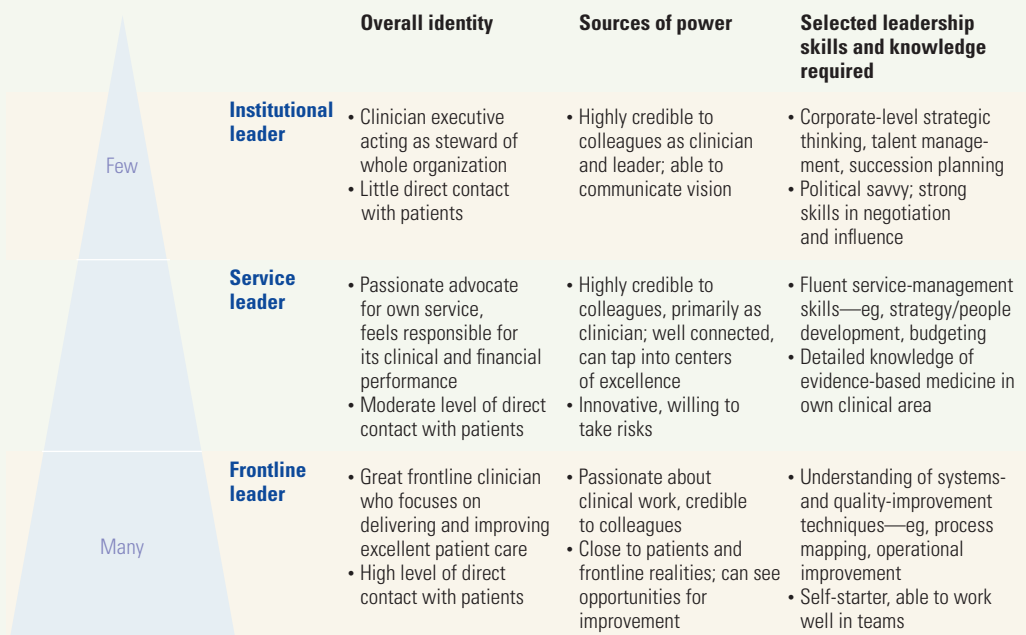 Overall identity
Sources of power
Selected leadership
skills and knowledge
required
Few
Institutional
leader
• Clinician executive
acting as steward of
whole organization
• Little direct contact
with patients
• Highly credible to
colleagues as clinician
and leader; able to
communicate vision
• Corporate-level strategic
thinking, talent manage-
ment, succession planning
• Political savvy; strong
skills in negotiation
and influence
Service
leader
• Passionate advocate
for own service,
feels responsible for
its clinical and financial
performance
• Moderate level of direct
contact with patients
• Highly credible to
colleagues, primarily as
clinician; well connected,
can tap into centers
of excellence
• Innovative, willing to
take risks
• Fluent service-management
skills—eg, strategy/people
development, budgeting
• Detailed knowledge of
evidence-based medicine in
own clinical area
Many
Frontline
leader
• Great frontline clinician
who focuses on
delivering and improving
excellent patient care
• High level of direct
contact with patients
• Passionate about
clinical work, credible
to colleagues
• Close to patients and
frontline realities; can see
opportunities for
improvement
• Understanding of systems-
and quality-improvement
techniques—eg, process
mapping, operational
improvement
• Self-starter, able to work
well in teams